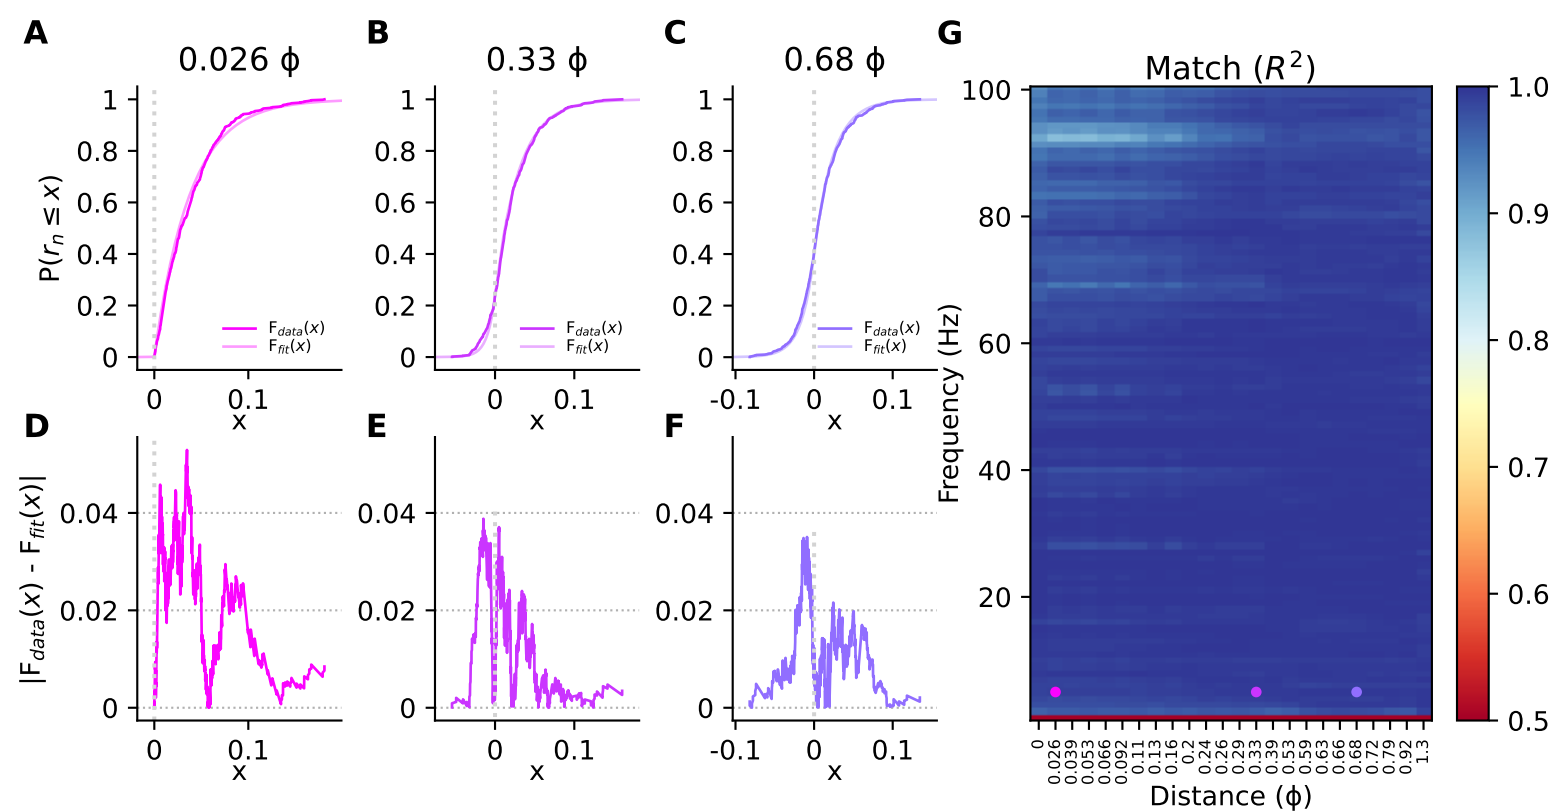 A
B
C
G
0.026 ϕ
0.33 ϕ
0.68 ϕ
Match (R²)
P(rₙ ≤ x)
1
0.8
0.6
0.4
0.2
0
F_data(x)
F_fit(x)
0
0.1
x
1
0.8
0.6
0.4
0.2
0
F_data(x)
F_fit(x)
0
0.1
x
1
0.8
0.6
0.4
0.2
0
F_data(x)
F_fit(x)
-0.1
0
0.1
x
D
E
F
|F_data(x) - F_fit(x)|
0.04
0.02
0
0
0.1
x
0.04
0.02
0
0
0.1
x
0.04
0.02
0
-0.1
0
0.1
x
Frequency (Hz)
100
80
60
40
20
0
0.026
0.039
0.053
0.066
0.092
0.11
0.13
0.16
0.2
0.24
0.26
0.29
0.33
0.39
0.53
0.59
0.63
0.66
0.68
0.72
0.79
0.92
1.3
Distance (ϕ)
1.0
0.9
0.8
0.7
0.6
0.5